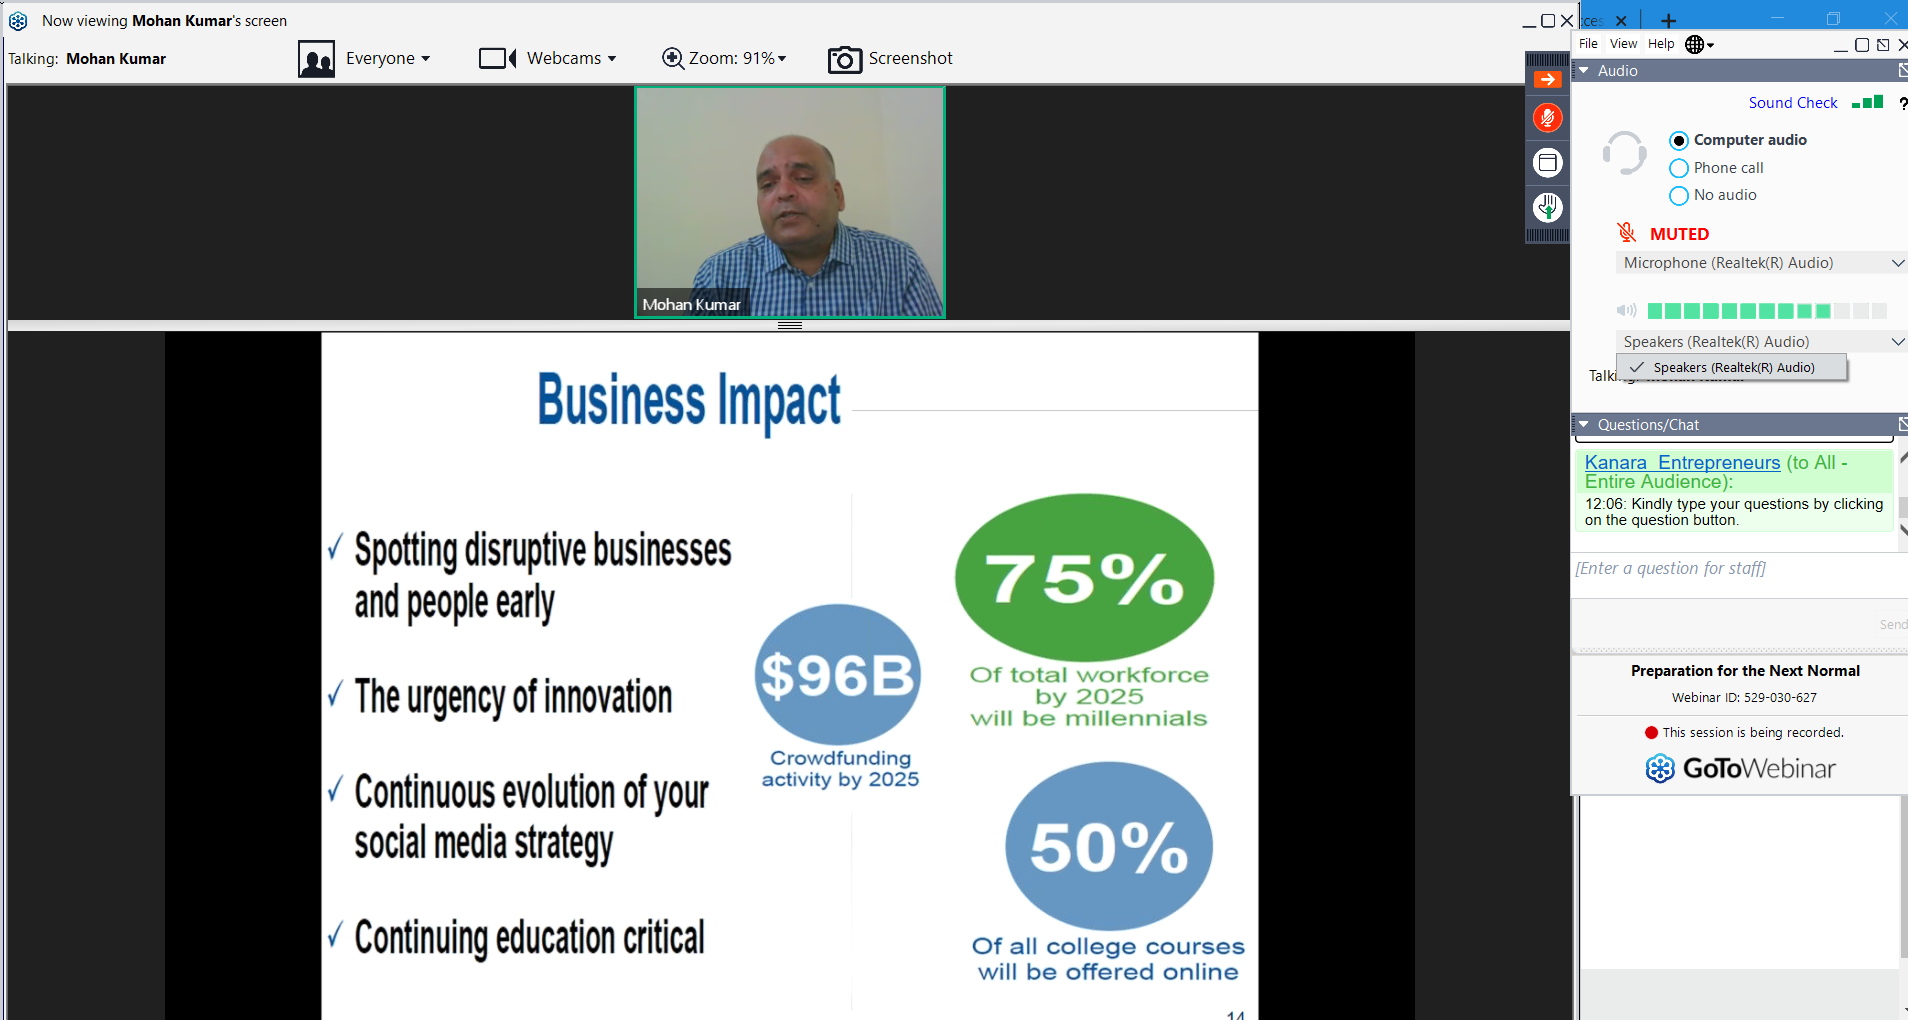 Now viewing Mohan Kumar's screen
Talking: Mohan Kumar
Everyone
Webcams
Zoom: 91%
Screenshot
Mohan Kumar
Business Impact
✓ Spotting disruptive businesses
and people early
✓ The urgency of innovation
✓ Continuous evolution of your
social media strategy
✓ Continuing education critical
$96B
Crowdfunding
activity by 2025
75%
Of total workforce
by 2025
will be millennials
50%
Of all college courses
will be offered online
14
File View Help
Audio
Sound Check ?
Computer audio
Phone call
No audio
MUTED
Microphone (Realtek(R) Audio)
Speakers (Realtek(R) Audio)
✓ Speakers (Realtek(R) Audio)
Questions/Chat
Kanara Entrepreneurs (to All -
Entire Audience):
12:06: Kindly type your questions by clicking
on the question button.
[Enter a question for staff]
Send
Preparation for the Next Normal
Webinar ID: 529-030-627
This session is being recorded.
GoToWebinar